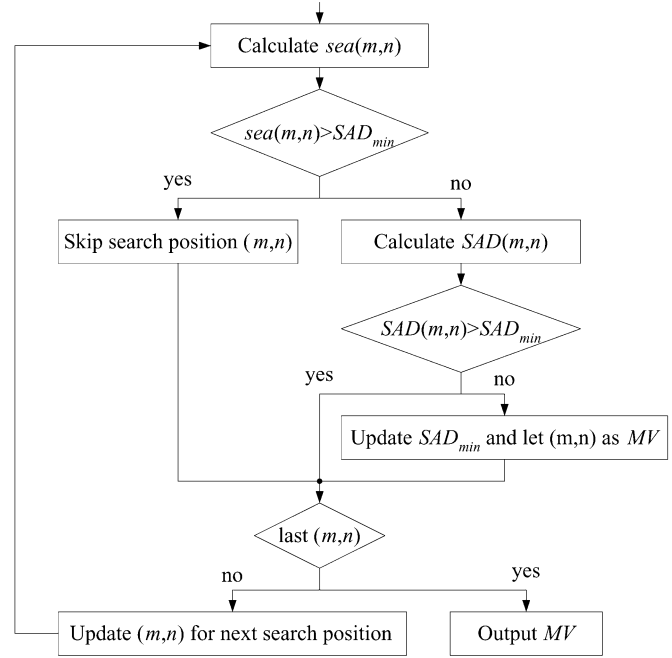 Calculate sea(m,n)
sea(m,n)>SADmin
yes
no
Skip search position (m,n)
Calculate SAD(m,n)
SAD(m,n)>SADmin
yes
no
Update SADmin and let (m,n) as MV
last (m,n)
no
yes
Update (m,n) for next search position
Output MV